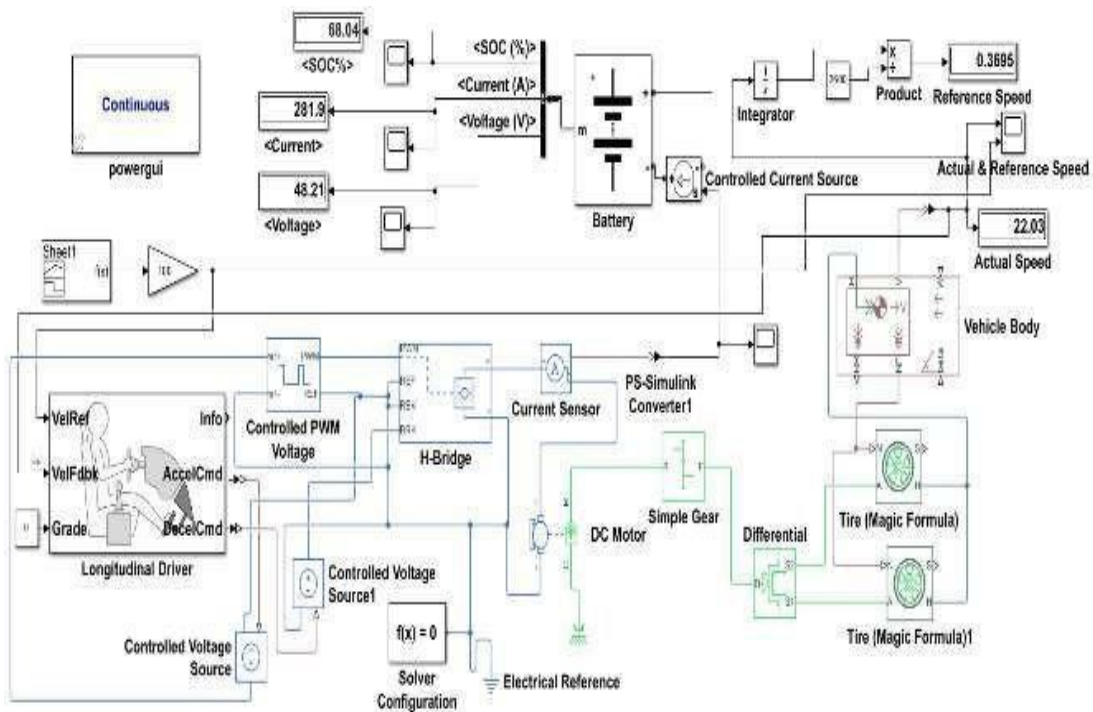 68.04
<SOC%>
Continuous
powergui
281.9
<Current>
48.21
<Voltage>
<SOC (%)>
<Current (A)>
<Voltage (V)>
m
Battery
Controlled Current Source
Integrator
Product
0.3695
Reference Speed
Actual & Reference Speed
22.03
Actual Speed
Sheet1
Vehicle Body
PWM
Controlled PWM
Voltage
PWM
REF
H-Bridge
Current Sensor
PS-Simulink
Converter1
VelRef
Info
VelFdbk
AccelCmd
Grade
DecelCmd
Longitudinal Driver
Simple Gear
DC Motor
Differential
Tire (Magic Formula)
Tire (Magic Formula)1
Controlled Voltage
Source1
Controlled Voltage
Source
f(x) = 0
Solver
Configuration
Electrical Reference